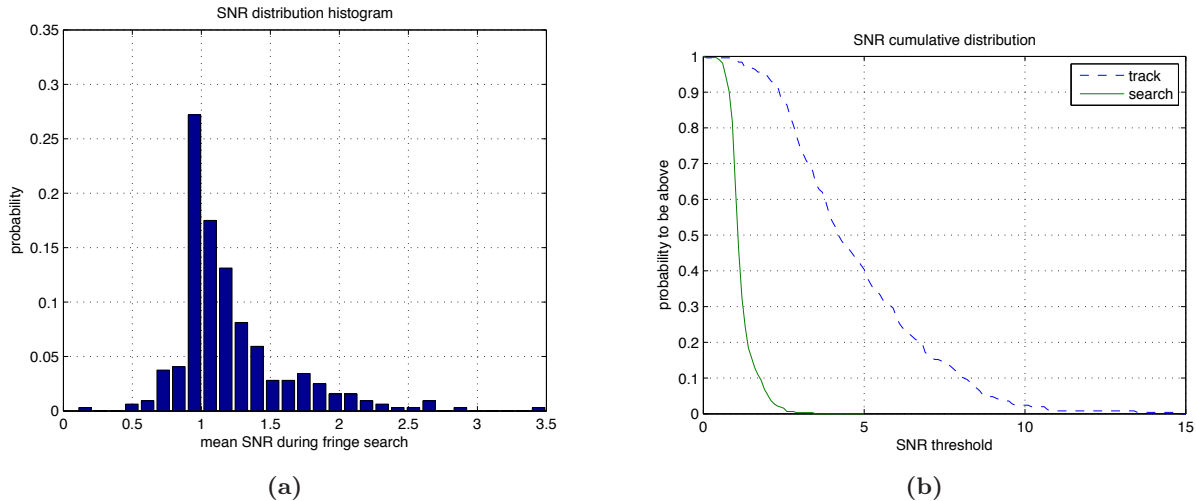 SNR distribution histogram
0.35
0.3
0.25
0.2
0.15
0.1
0.05
0
probability
0 0.5 1 1.5 2 2.5 3 3.5
mean SNR during fringe search
(a)
SNR cumulative distribution
1
0.9
0.8
0.7
0.6
0.5
0.4
0.3
0.2
0.1
0
probability to be above
track
search
0 5 10 15
SNR threshold
(b)